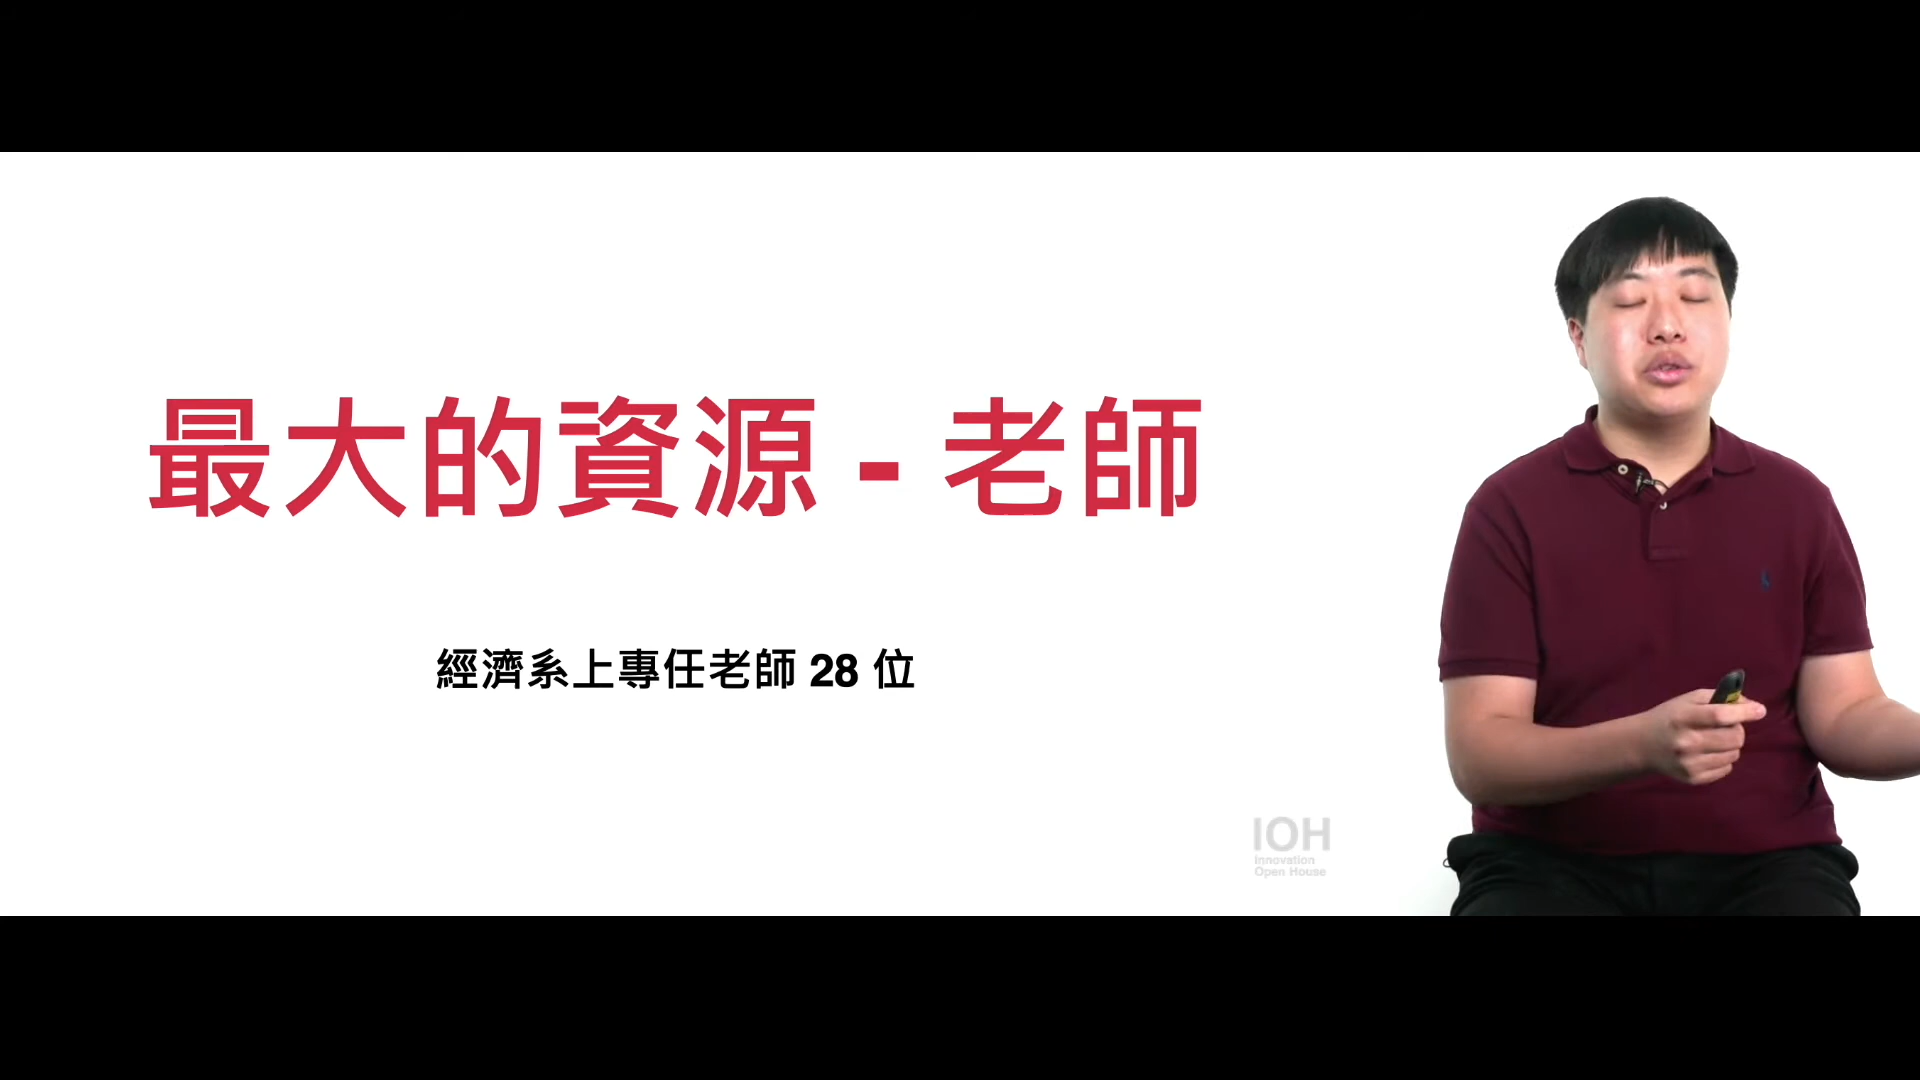 最大的資源 - 老師
經濟系上專任老師 28 位
IOH
Innovation
Open House